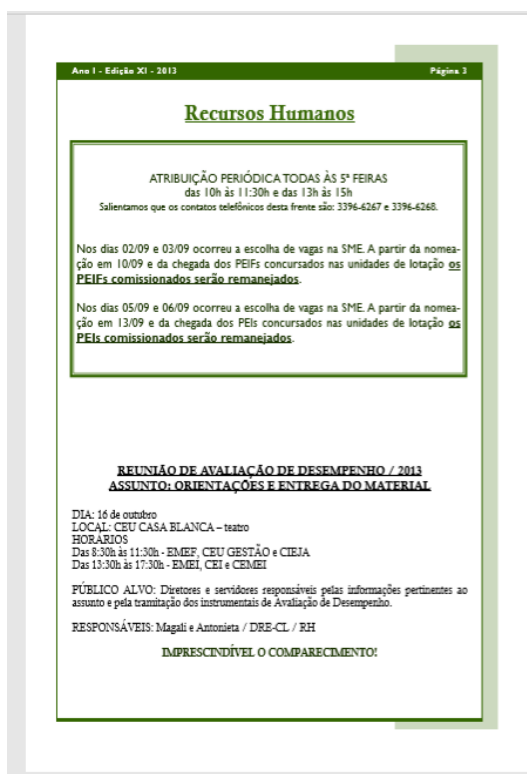 Ano I - Edição XI - 2013 Página 3
Recursos Humanos
ATRIBUIÇÃO PERIÓDICA TODAS ÀS 5ª FEIRAS
das 10h às 11:30h e das 13h às 15h
Salientamos que os contatos telefônicos desta frente são: 3396-6267 e 3396-6268.
Nos dias 02/09 e 03/09 ocorreu a escolha de vagas na SME. A partir da nomea-
ção em 10/09 e da chegada dos PEIFs concursados nas unidades de lotação os
PEIFs comissionados serão remanejados.
Nos dias 05/09 e 06/09 ocorreu a escolha de vagas na SME. A partir da nomea-
ção em 13/09 e da chegada dos PEIs concursados nas unidades de lotação os
PEIs comissionados serão remanejados.
REUNIÃO DE AVALIAÇÃO DE DESEMPENHO / 2013
ASSUNTO: ORIENTAÇÕES E ENTREGA DO MATERIAL
DIA: 16 de outubro
LOCAL: CEU CASA BLANCA – teatro
HORÁRIOS
Das 8:30h às 11:30h - EMEF, CEU GESTÃO e CIEJA
Das 13:30h às 17:30h - EMEI, CEI e CEMEI
PÚBLICO ALVO: Diretores e servidores responsáveis pelas informações pertinentes ao
assunto e pela tramitação dos instrumentais de Avaliação de Desempenho.
RESPONSÁVEIS: Magali e Antonieta / DRE-CL / RH
IMPRESCINDÍVEL O COMPARECIMENTO!